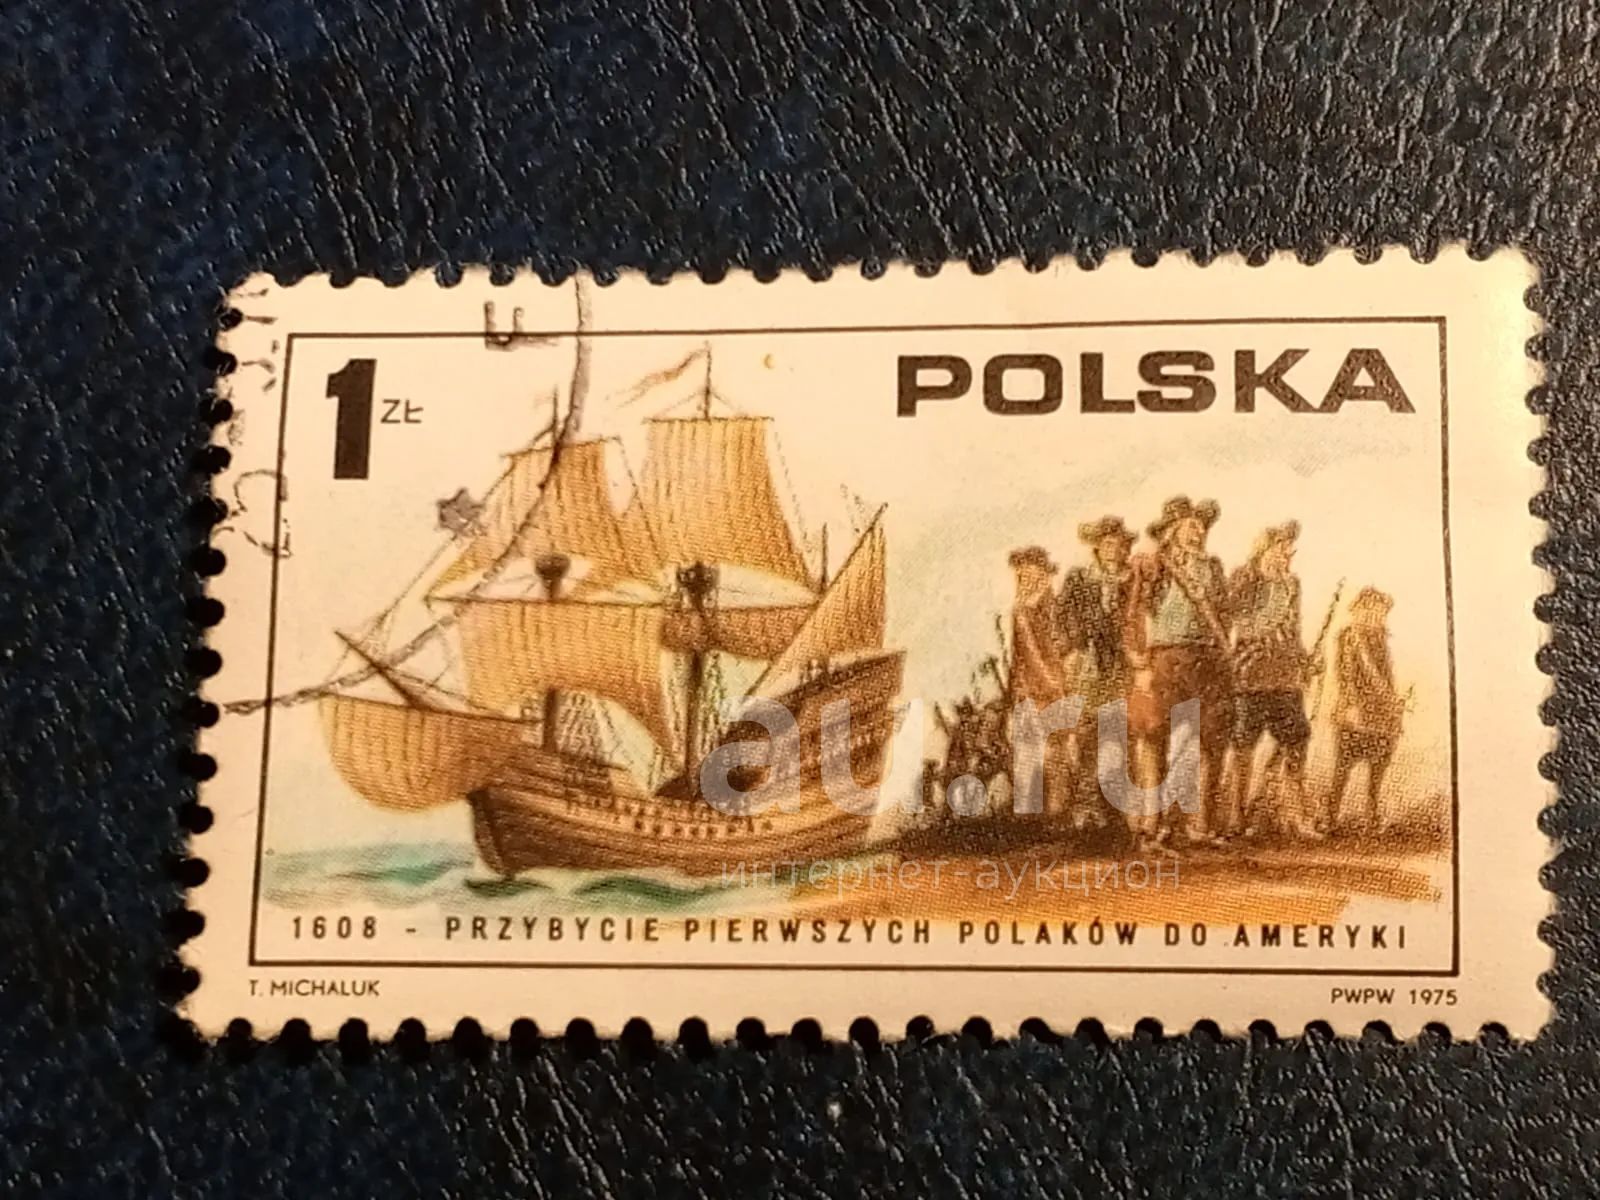 1 ZŁ
POLSKA
au.ru
интернет-аукцион
1608 - PRZYBYCIE PIERWSZYCH POLAKÓW DO AMERYKI
T. MICHALUK
PWPW 1975